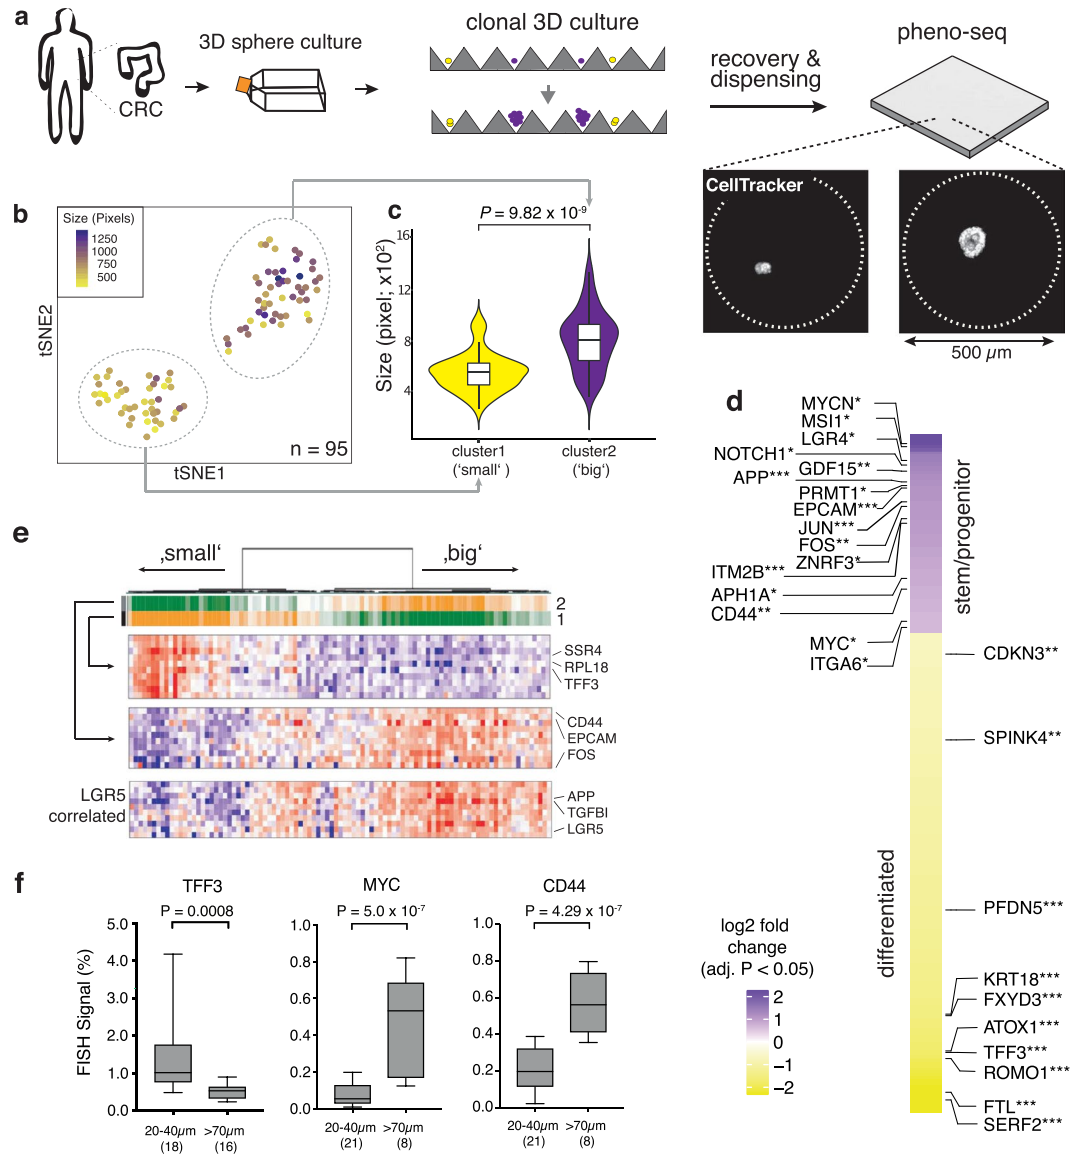 a
CRC
3D sphere culture
clonal 3D culture
recovery &
dispensing
pheno-seq
CellTracker
500 µm
b
Size (Pixels)
1250
1000
750
500
tSNE2
tSNE1
n = 95
c
P = 9.82 x 10-9
Size (pixel; x102)
16
12
8
4
cluster1
('small' )
cluster2
('big')
d
MYCN*
MSI1*
LGR4*
NOTCH1*
GDF15**
APP***
PRMT1*
EPCAM***
JUN***
FOS**
ZNRF3*
ITM2B***
APH1A*
CD44**
MYC*
ITGA6*
stem/progenitor
differentiated
CDKN3**
SPINK4**
PFDN5***
KRT18***
FXYD3***
ATOX1***
TFF3***
ROMO1***
FTL***
SERF2***
log2 fold
change
(adj. P < 0.05)
2
1
0
−1
−2
e
‚small‘
‚big‘
2
1
SSR4
RPL18
TFF3
CD44
EPCAM
FOS
LGR5
correlated
APP
TGFBI
LGR5
f
FISH Signal (%)
TFF3
P = 0.0008
5.0
4.0
3.0
2.0
1.0
0.0
20-40µm
(18)
>70µm
(16)
MYC
P = 5.0 x 10-7
1.0
0.8
0.6
0.4
0.2
0.0
20-40µm
(21)
>70µm
(8)
CD44
P = 4.29 x 10-7
1.0
0.8
0.6
0.4
0.2
0.0
20-40µm
(21)
>70µm
(8)